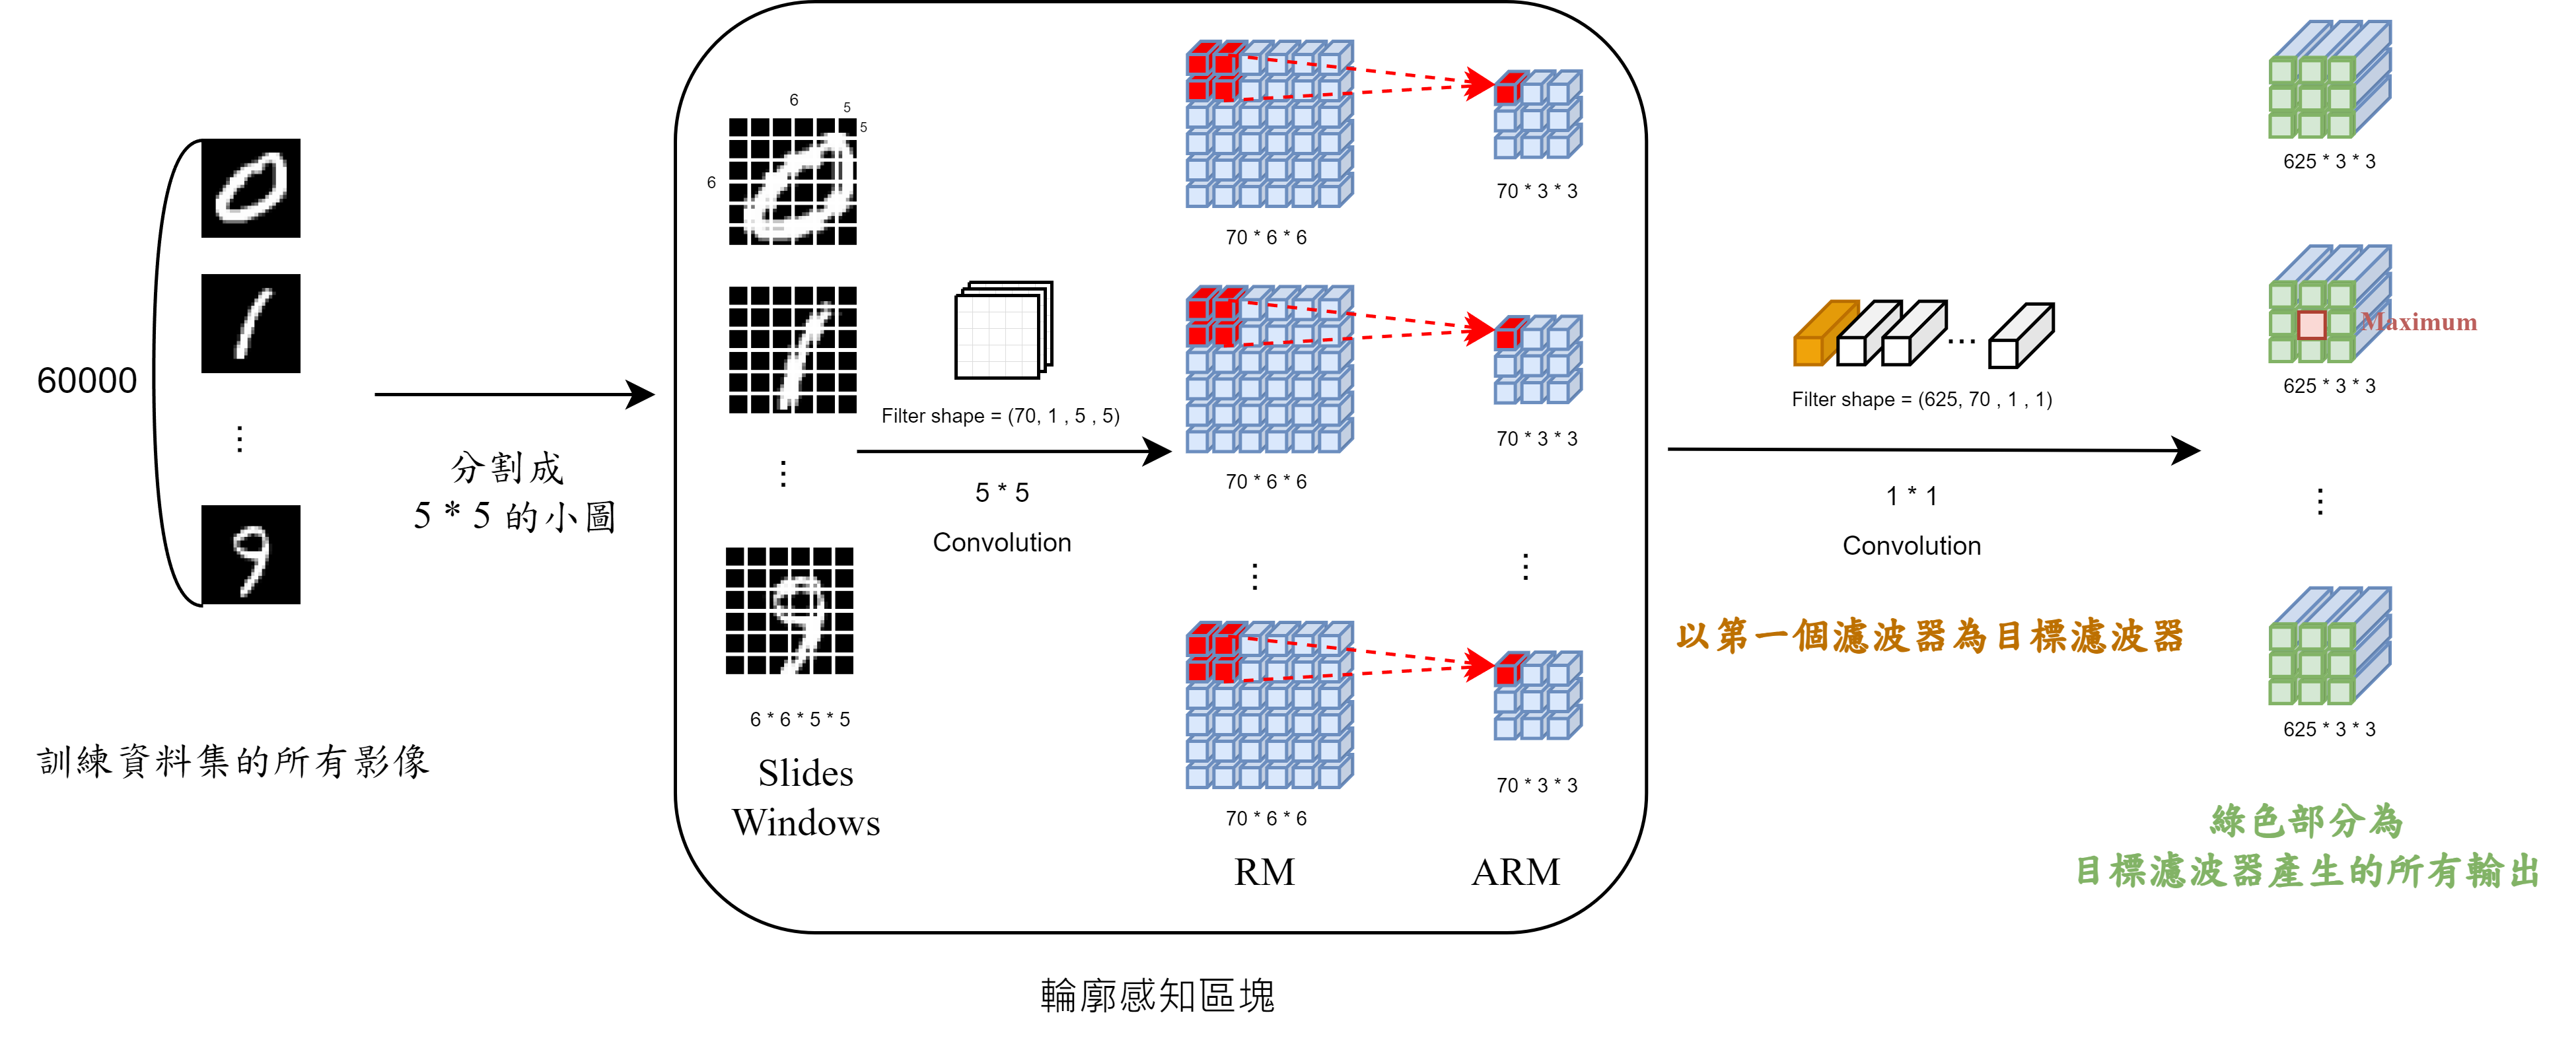 60000
⋮
訓練資料集的所有影像
分割成
5 * 5 的小圖
6
5
5
6
⋮
6 * 6 * 5 * 5
Slides
Windows
Filter shape = (70, 1 , 5 , 5)
5 * 5
Convolution
70 * 6 * 6
70 * 6 * 6
⋮
70 * 6 * 6
RM
70 * 3 * 3
70 * 3 * 3
⋮
70 * 3 * 3
ARM
輪廓感知區塊
...
Filter shape = (625, 70 , 1 , 1)
1 * 1
Convolution
以第一個濾波器為目標濾波器
625 * 3 * 3
Maximum
625 * 3 * 3
⋮
625 * 3 * 3
綠色部分為
目標濾波器產生的所有輸出